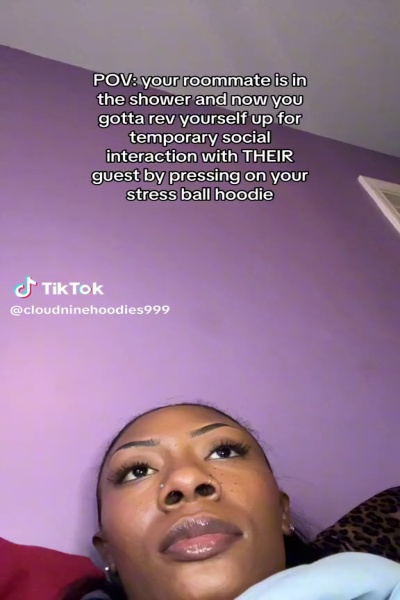 POV: your roommate is in
the shower and now you
gotta rev yourself up for
temporary social
interaction with THEIR
guest by pressing on your
stress ball hoodie
TikTok
@cloudninehoodies999